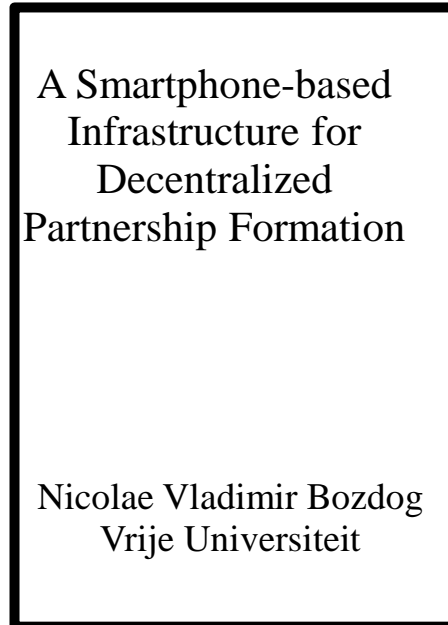 A Smartphone-based
Infrastructure for
Decentralized
Partnership Formation
Nicolae Vladimir Bozdog
Vrije Universiteit